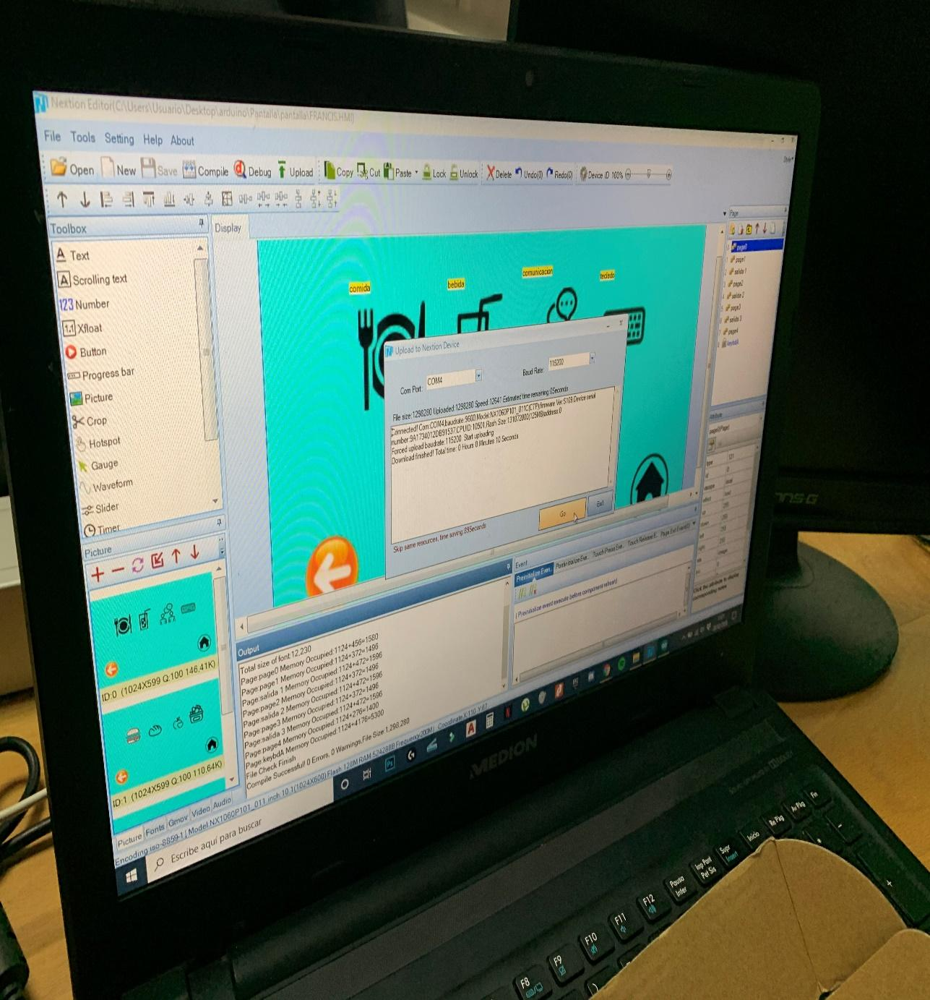 Nextion Editor(C:\Users\Usuario\Desktop\arduino\Pantalla\pantalla\FRANCIS.HMI)
File Tools Setting Help About
Open New Save Compile Debug Upload Copy Cut Paste Lock Unlock Delete Undo(0) Redo(0) Device ID 100%
Toolbox
Display
Page
A Text
A Scrolling text
123 Number
1.1 Xfloat
Button
Progress bar
Picture
Crop
Hotspot
Gauge
Waveform
Slider
Timer
comida
bebida
comunicacion
teclado
page0
page1
salida 1
page2
salida 2
page3
salida 3
page4
keybdA
Upload to Nextion Device
Com Port: COM4
Baud Rate: 115200
File size:1298280 Uploaded:1298280 Speed:12641 Estimated time remaining:0Seconds
Connected! Com:COM4,baudrate:9600,Model:NX1060P101_011C(CTP),firmware Ver:S109,Device serial
number:9A1734012DB91537,CPUID:10501,Flash Size:131072000(125MB)address:0
Forced upload baudrate:115200. Start uploading
Download finished! Total time: 0 Hours 0 Minutes 10 Seconds
Go
Exit
Skip same resources, time saving:89Seconds
Attribute
page0(Page)
type 121
id 0
Picture
ID:0 (1024X599 Q:100 146.41K)
ID:1 (1024X599 Q:100 110.64K)
Picture Fonts Gmov Video Audio
Output
Total size of font:12,230
Page:page0 Memory Occupied:1124+456=1580
Page:page1 Memory Occupied:1124+372=1496
Page:salida 1 Memory Occupied:1124+472=1596
Page:page2 Memory Occupied:1124+372=1496
Page:salida 2 Memory Occupied:1124+472=1596
Page:page3 Memory Occupied:1124+372=1496
Page:salida 3 Memory Occupied:1124+472=1596
Page:page4 Memory Occupied:1124+276=1400
Page:keybdA Memory Occupied:1124+4176=5300
File Check Finish
Compile Successful! 0 Errors, 0 Warnings,File Size:1,298,280
Event
Preinitialize Even.. Postinitialize Eve.. Touch Press Eve.. Touch Release E.. Page Exit Event(0)
Preinitialize event(execute before component refresh)
Encoding:iso-8859-1 | Model:NX1060P101_011 inch:10.1(1024X600) Flash:128M RAM:524288B Frequency(200M) Coordinate X:110 Y:67
Escribe aquí para buscar
MEDION
F8
F9
F10
F11
F12
Pausa
Inter
Imp Pant
Pet Sis
Supr
Insert
Inicio
Re Pág
Av Pág
Fin